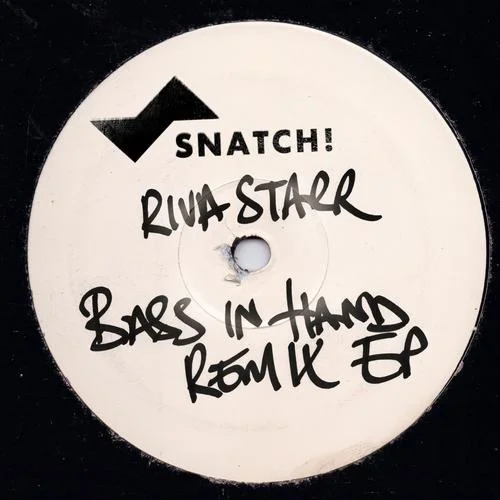 SNATCH!
RIVA STARR
BASS IN HAND
REMIX EP